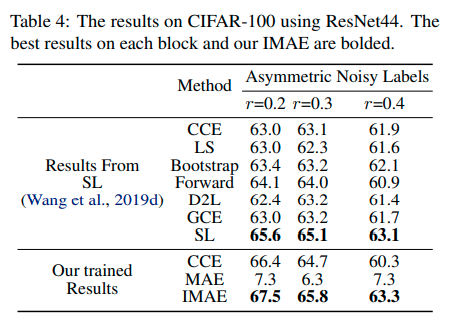 Table 4: The results on CIFAR-100 using ResNet44. The
best results on each block and our IMAE are bolded.
Method Asymmetric Noisy Labels
r=0.2 r=0.3 r=0.4
Results From SL (Wang et al., 2019d)
CCE 63.0 63.1 61.9
LS 63.0 62.3 61.6
Bootstrap 63.4 63.2 62.1
Forward 64.1 64.0 60.9
D2L 62.4 63.2 61.4
GCE 63.0 63.2 61.7
SL 65.6 65.1 63.1
Our trained Results
CCE 66.4 64.7 60.3
MAE 7.3 6.3 7.3
IMAE 67.5 65.8 63.3